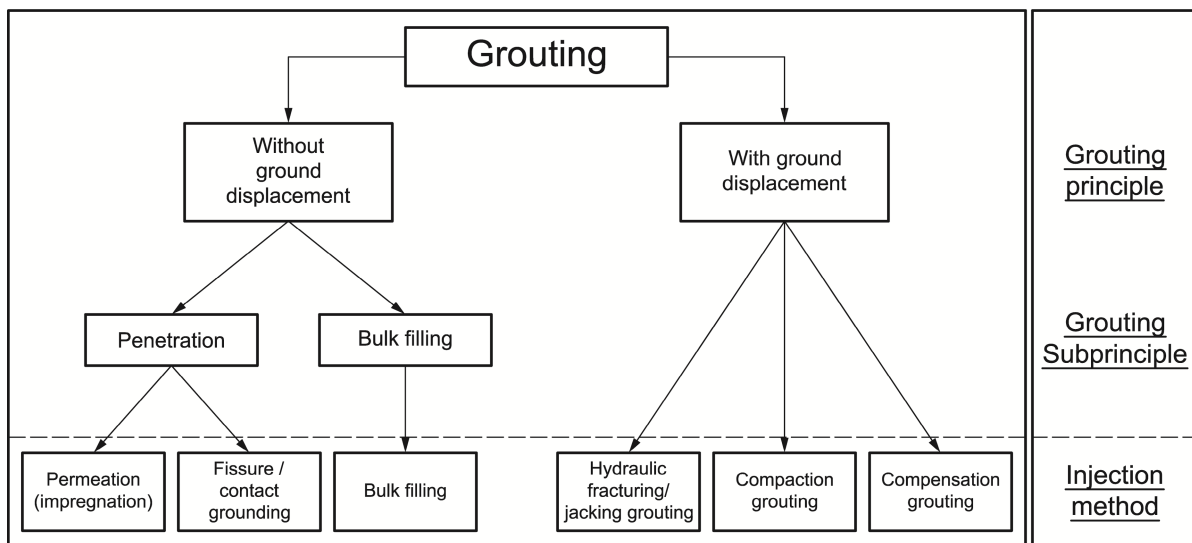 Grouting
Without
ground
displacement
With ground
displacement
Grouting
principle
Penetration
Bulk filling
Grouting
Subprinciple
Permeation
(impregnation)
Fissure /
contact
grounding
Bulk filling
Hydraulic
fracturing/
jacking grouting
Compaction
grouting
Compensation
grouting
Injection
method